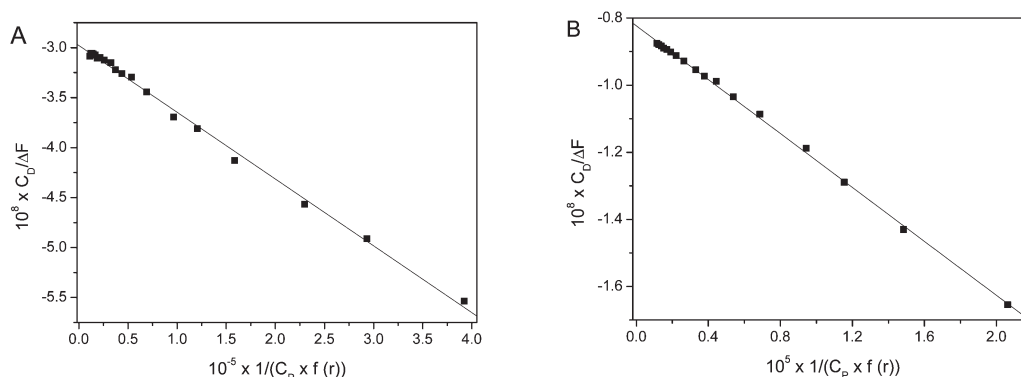 A
10⁸ x C_D/ΔF
-3.0
-3.5
-4.0
-4.5
-5.0
-5.5
0.0 0.5 1.0 1.5 2.0 2.5 3.0 3.5 4.0
10⁻⁵ x 1/(C_P x f (r))
B
10⁸ x C_D/ΔF
-0.8
-1.0
-1.2
-1.4
-1.6
0.0 0.4 0.8 1.2 1.6 2.0
10⁵ x 1/(C_P x f (r))